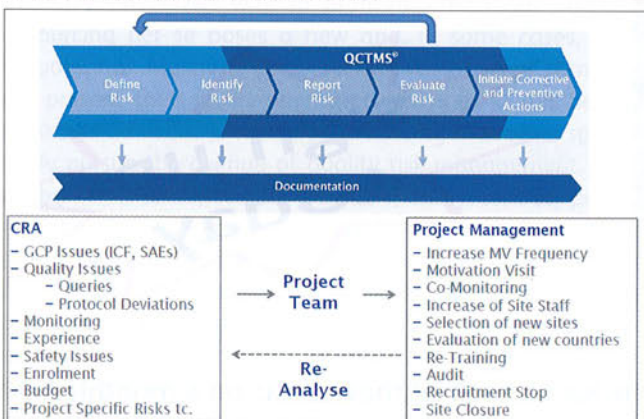 QCTMS©
Define
Risk
Identify
Risk
Report
Risk
Evaluate
Risk
Initiate Corrective
and Preventive
Actions
Documentation
CRA
– GCP Issues (ICF, SAEs)
– Quality Issues
– Queries
– Protocol Deviations
– Monitoring
– Experience
– Safety Issues
– Enrolment
– Budget
– Project Specific Risks tc.
Project
Team
Re-
Analyse
Project Management
– Increase MV Frequency
– Motivation Visit
– Co-Monitoring
– Increase of Site Staff
– Selection of new sites
– Evaluation of new countries
– Re-Training
– Audit
– Recruitment Stop
– Site Closure